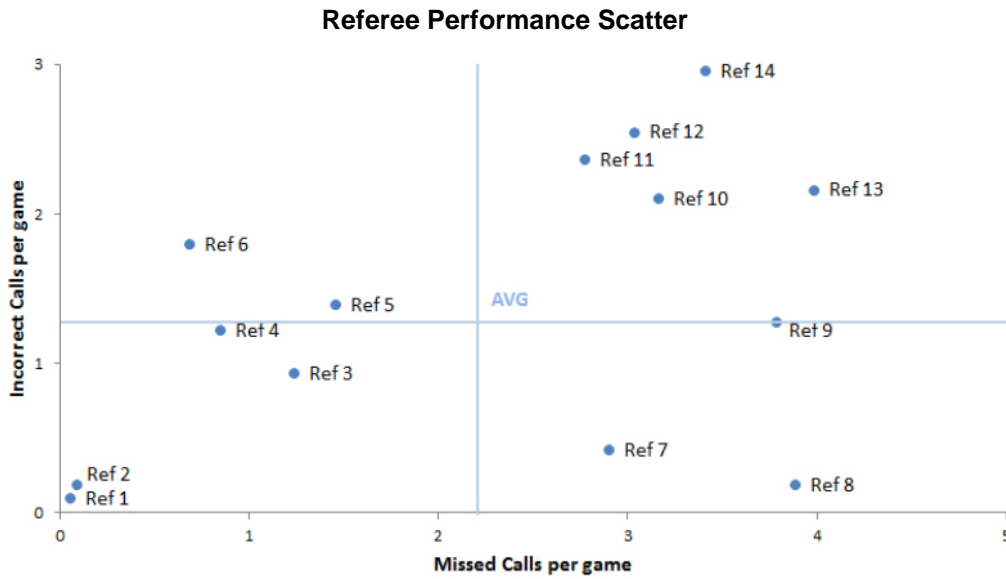 Referee Performance Scatter
3
Ref 14
Ref 12
Ref 11
Ref 13
Ref 10
2
Ref 6
Ref 5
AVG
Ref 4
Ref 9
1
Ref 3
Ref 7
Ref 2
Ref 8
Ref 1
0
0
1
2
3
4
5
Incorrect Calls per game
Missed Calls per game